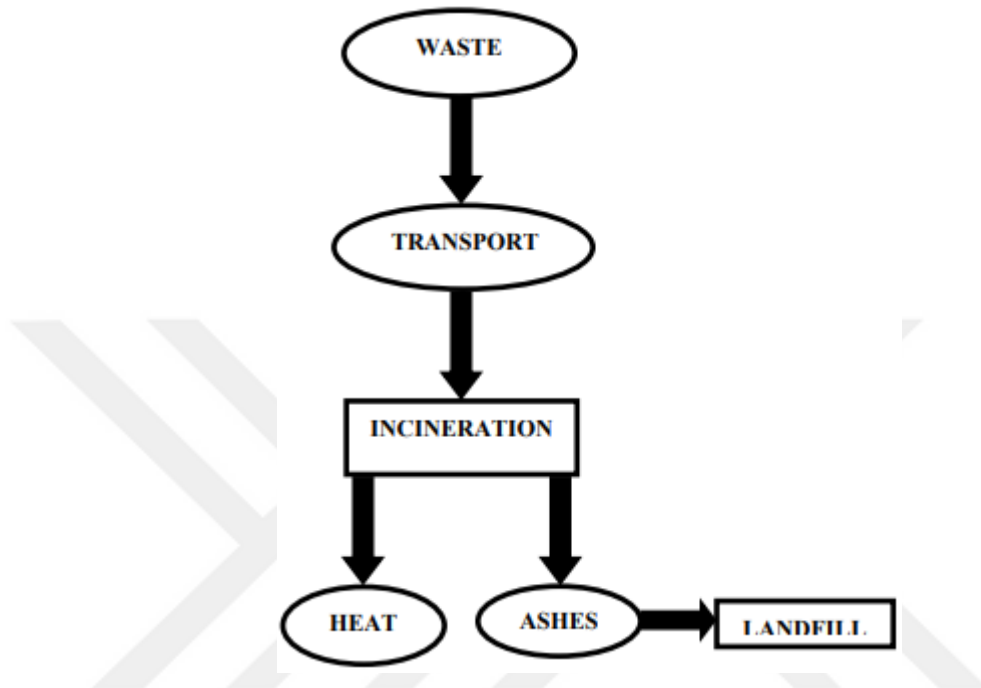 WASTE
TRANSPORT
INCINERATION
HEAT
ASHES
LANDFILL